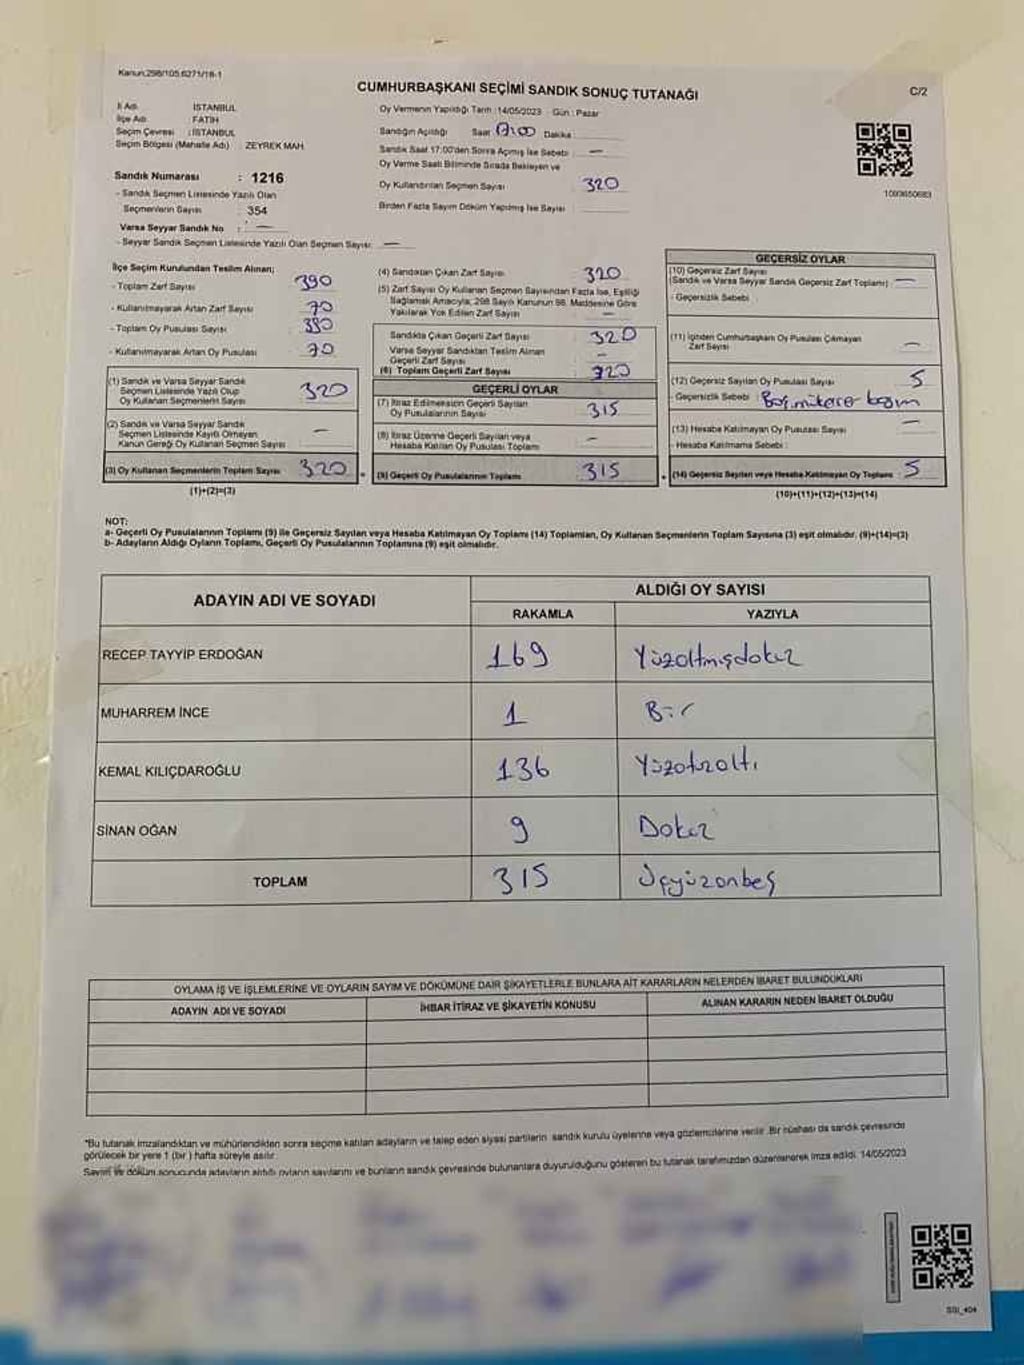 Kanun:298/105,6271/18-1
CUMHURBAŞKANI SEÇİMİ SANDIK SONUÇ TUTANAĞI
C/2
İl Adı : İSTANBUL
İlçe Adı : FATİH
Seçim Çevresi : İSTANBUL
Seçim Bölgesi (Mahalle Adı) : ZEYREK MAH.
Oy Vermenin Yapıldığı Tarih :14/05/2023 Gün : Pazar
Sandığın Açıldığı Saat 17:00 Dakika
Sandık Saat 17:00'den Sonra Açılmış İse Sebebi : —
Oy Verme Saati Bitiminde Sırada Bekleyen ve
Oy Kullandırılan Seçmen Sayısı 320
Birden Fazla Sayım Döküm Yapılmış İse Sayısı :
1093650683
Sandık Numarası : 1216
- Sandık Seçmen Listesinde Yazılı Olan
Seçmenlerin Sayısı : 354
Varsa Seyyar Sandık No : —
- Seyyar Sandık Seçmen Listesinde Yazılı Olan Seçmen Sayısı: —
İlçe Seçim Kurulundan Teslim Alınan;
- Toplam Zarf Sayısı 390
- Kullanılmayarak Artan Zarf Sayısı 70
- Toplam Oy Pusulası Sayısı 390
- Kullanılmayarak Artan Oy Pusulası 70
(1) Sandık ve Varsa Seyyar Sandık
Seçmen Listesinde Yazılı Olup
Oy Kullanan Seçmenlerin Sayısı 320
(2) Sandık ve Varsa Seyyar Sandık
Seçmen Listesinde Kayıtlı Olmayan
Kanun Gereği Oy Kullanan Seçmen Sayısı —
(3) Oy Kullanan Seçmenlerin Toplam Sayısı 320
(1)+(2)=(3)
(4) Sandıktan Çıkan Zarf Sayısı 320
(5) Zarf Sayısı Oy Kullanan Seçmen Sayısından Fazla İse, Eşitliği
Sağlamak Amacıyla, 298 Sayılı Kanunun 98. Maddesine Göre
Yakılarak Yok Edilen Zarf Sayısı —
Sandıkta Çıkan Geçerli Zarf Sayısı 320
Varsa Seyyar Sandıktan Teslim Alınan
Geçerli Zarf Sayısı —
(6) Toplam Geçerli Zarf Sayısı 320
GEÇERLİ OYLAR
(7) İtiraz Edilmeksizin Geçerli Sayılan
Oy Pusulalarının Sayısı 315
(8) İtiraz Üzerine Geçerli Sayılan veya
Hesaba Katılan Oy Pusulası Toplamı —
(9) Geçerli Oy Pusulalarının Toplamı 315
GEÇERSİZ OYLAR
(10) Geçersiz Zarf Sayısı
(Sandık ve Varsa Seyyar Sandık Geçersiz Zarf Toplamı) : —
- Geçersizlik Sebebi :
(11) İçinden Cumhurbaşkanı Oy Pusulası Çıkmayan
Zarf Sayısı —
(12) Geçersiz Sayılan Oy Pusulası Sayısı 5
- Geçersizlik Sebebi : Boş, mükerrer basım
(13) Hesaba Katılmayan Oy Pusulası Sayısı —
- Hesaba Katılmama Sebebi :
(14) Geçersiz Sayılan veya Hesaba Katılmayan Oy Toplamı 5
(10)+(11)+(12)+(13)=(14)
NOT:
a- Geçerli Oy Pusulalarının Toplamı (9) ile Geçersiz Sayılan veya Hesaba Katılmayan Oy Toplamı (14) Toplamları, Oy Kullanan Seçmenlerin Toplam Sayısına (3) eşit olmalıdır. (9)+(14)=(3)
b- Adayların Aldığı Oyların Toplamı, Geçerli Oy Pusulalarının Toplamına (9) eşit olmalıdır.
ADAYIN ADI VE SOYADI
ALDIĞI OY SAYISI
RAKAMLA YAZIYLA
RECEP TAYYİP ERDOĞAN 169 Yüzaltmışdokuz
MUHARREM İNCE 1 Bir
KEMAL KILIÇDAROĞLU 136 Yüzotuzaltı
SİNAN OĞAN 9 Dokuz
TOPLAM 315 Üçyüzonbeş
OYLAMA İŞ VE İŞLEMLERİNE VE OYLARIN SAYIM VE DÖKÜMÜNE DAİR ŞİKAYETLERLE BUNLARA AİT KARARLARIN NELERDEN İBARET BULUNDUKLARI
ADAYIN ADI VE SOYADI İHBAR İTİRAZ VE ŞİKAYETİN KONUSU ALINAN KARARIN NEDEN İBARET OLDUĞU
*Bu tutanak imzalandıktan ve mühürlendikten sonra seçime katılan adayların ve talep eden siyasi partilerin sandık kurulu üyelerine veya gözlemcilerine verilir. Bir nüshası da sandık çevresinde
görülecek bir yere 1 (bir ) hafta süreyle asılır.
Sayım ve döküm sonucunda adayların aldığı oyların sayılarını ve bunların sandık çevresinde bulunanlara duyurulduğunu gösteren bu tutanak tarafımızdan düzenlenerek imza edildi. 14/05/2023
SSI_404